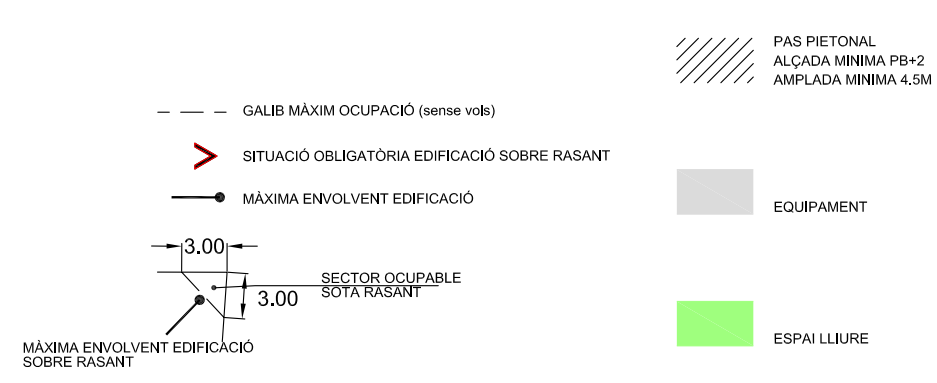 PAS PIETONAL
ALÇADA MINIMA PB+2
AMPLADA MINIMA 4.5M
GALIB MÀXIM OCUPACIÓ (sense vols)
SITUACIÓ OBLIGATÒRIA EDIFICACIÓ SOBRE RASANT
MÀXIMA ENVOLVENT EDIFICACIÓ
EQUIPAMENT
3.00
SECTOR OCUPABLE
SOTA RASANT
3.00
MÀXIMA ENVOLVENT EDIFICACIÓ
SOBRE RASANT
ESPAI LLIURE